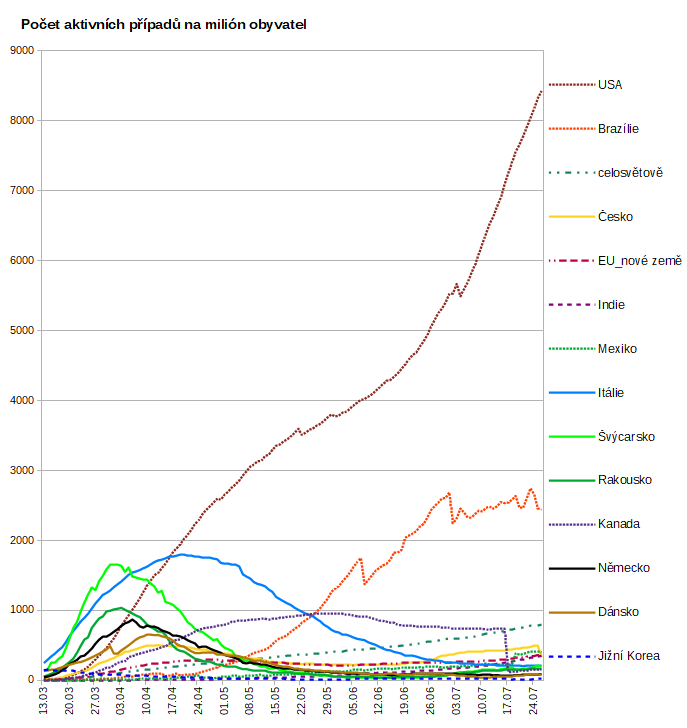 Počet aktivních případů na milión obyvatel
9000
8000
7000
6000
5000
4000
3000
2000
1000
0
13.03
20.03
27.03
03.04
10.04
17.04
24.04
01.05
08.05
15.05
22.05
29.05
05.06
12.06
19.06
26.06
03.07
10.07
17.07
24.07
USA
Brazílie
celosvětově
Česko
EU_nové země
Indie
Mexiko
Itálie
Švýcarsko
Rakousko
Kanada
Německo
Dánsko
Jižní Korea